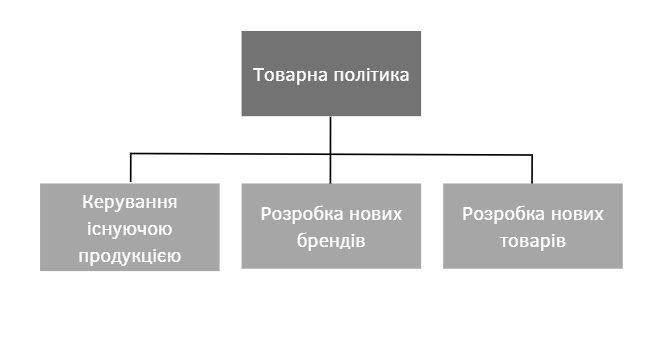 Товарна політика
Керування
існуючою
продукцією
Розробка нових
брендів
Розробка нових
товарів